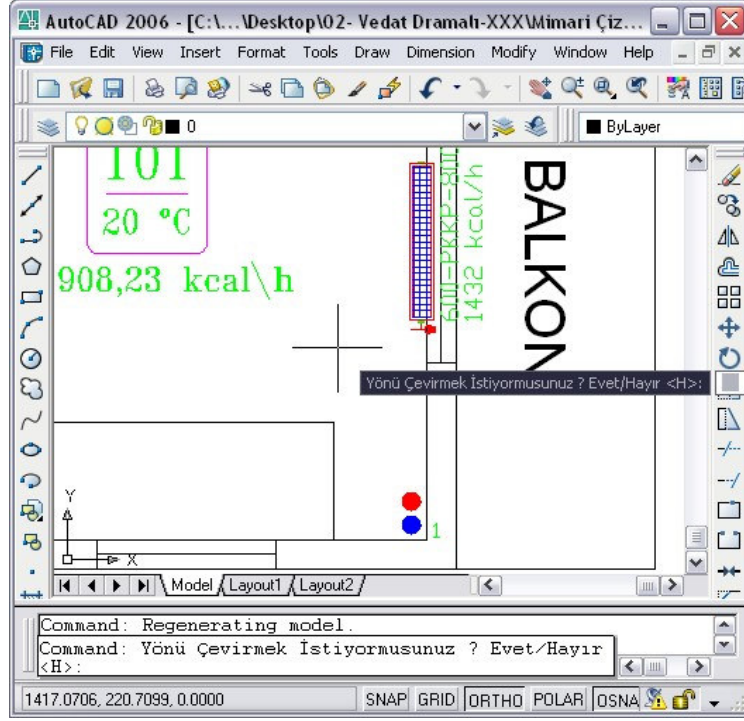 AutoCAD 2006 - [C:\...\Desktop\02- Vedat Dramalı-XXX\Mimari Çiz...
File Edit View Insert Format Tools Draw Dimension Modify Window Help
0
ByLayer
101
20 °C
908,23 kcal\h
1432 kcal/h
BALKON
Yönü Çevirmek İstiyormusunuz ? Evet/Hayır <H>:
1
Y
X
Model Layout1 Layout2
Command: Regenerating model.
Command: Yönü Çevirmek İstiyormusunuz ? Evet/Hayır
<H>:
1417.0706, 220.7099, 0.0000 SNAP GRID ORTHO POLAR OSNA